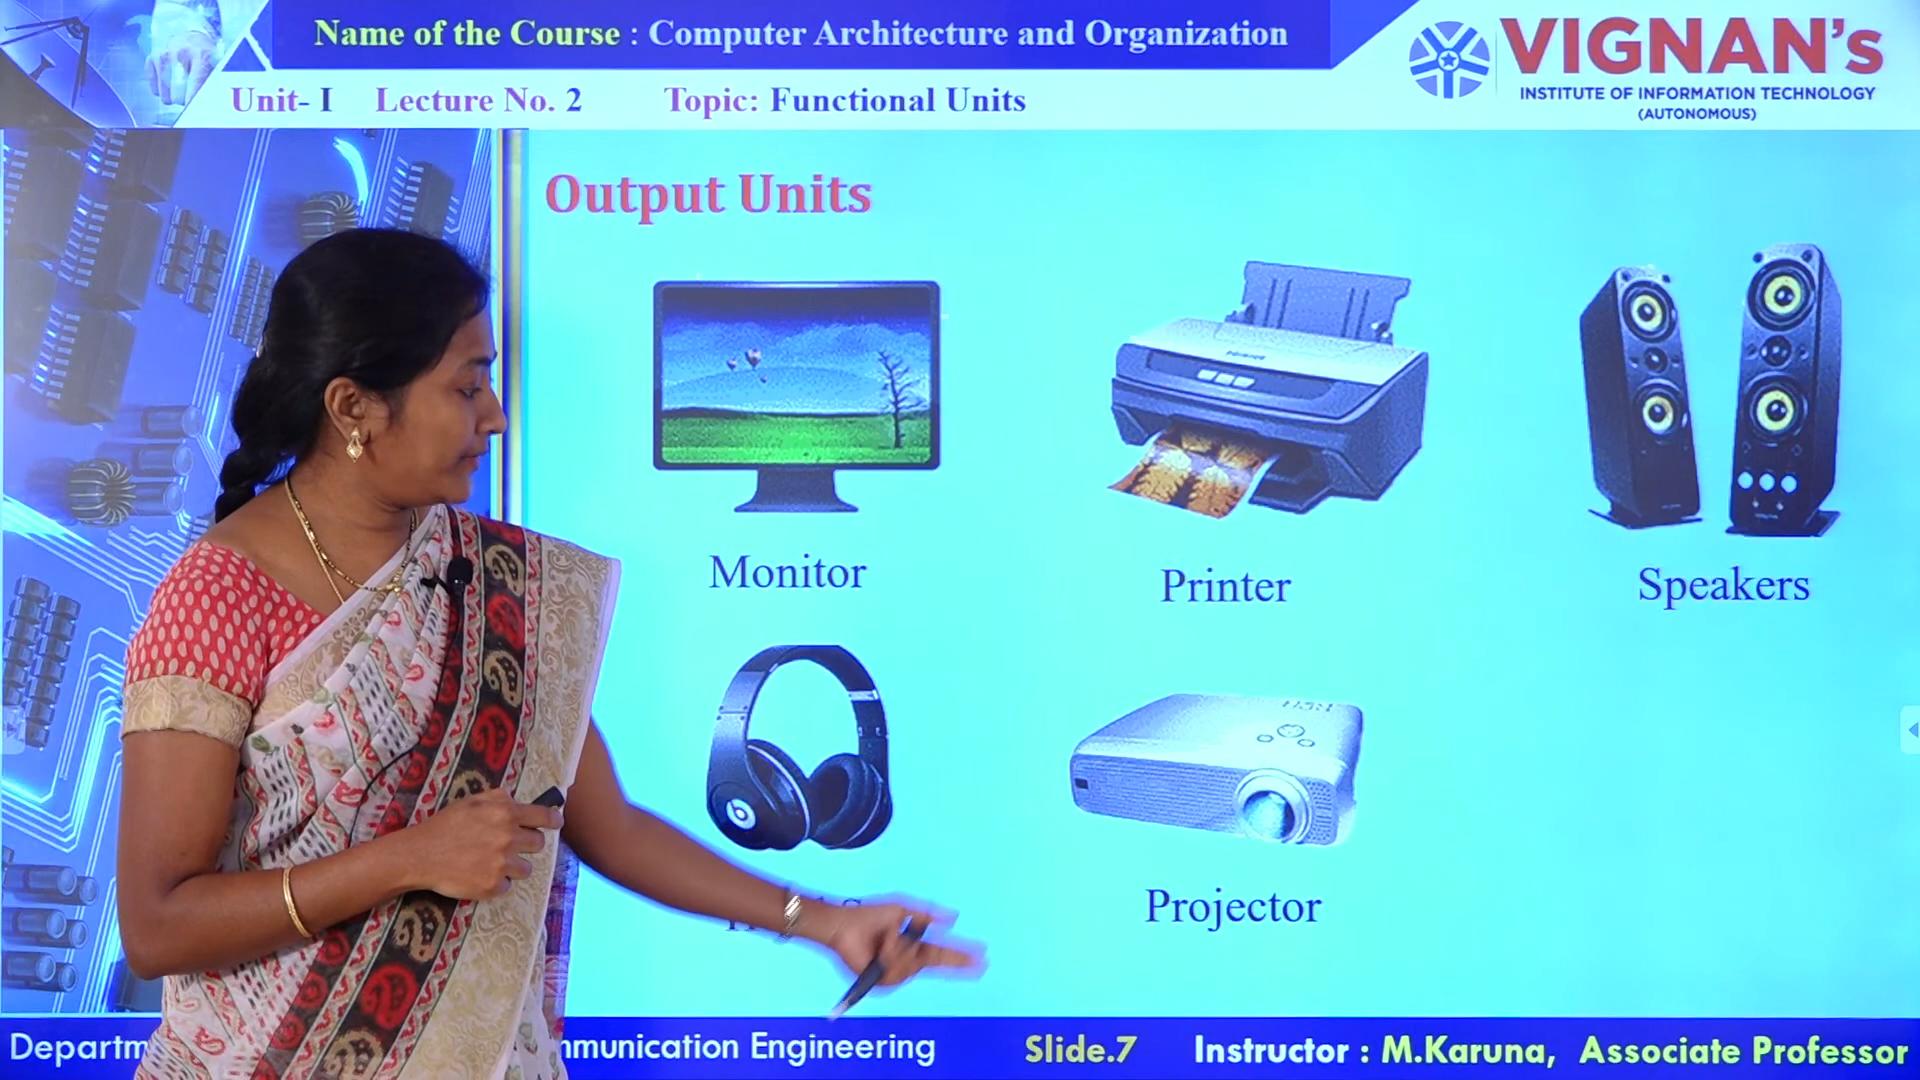 Name of the Course : Computer Architecture and Organization
Unit- I Lecture No. 2 Topic: Functional Units
VIGNAN's
INSTITUTE OF INFORMATION TECHNOLOGY
(AUTONOMOUS)
Output Units
Monitor
Printer
Speakers
Projector
Departm
mmunication Engineering
Slide.7
Instructor : M.Karuna, Associate Professor